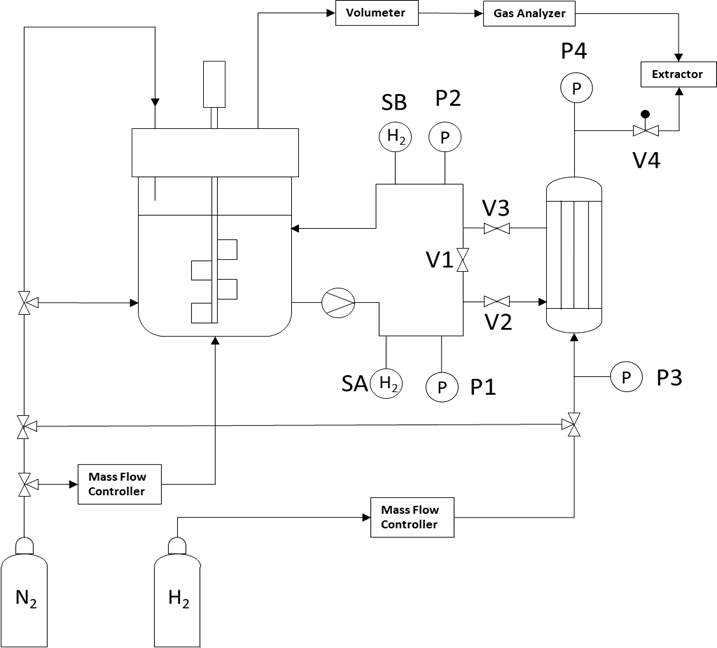 Volumeter
Gas Analyzer
P4
P
Extractor
SB
P2
H2
P
V4
V3
V1
V2
SA
H2
P
P1
P
P3
Mass Flow
Controller
Mass Flow
Controller
N2
H2